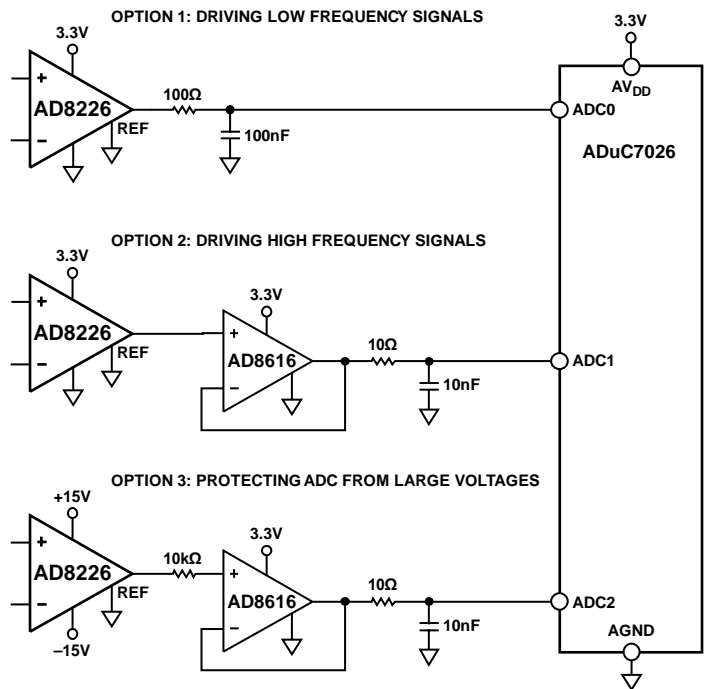 OPTION 1: DRIVING LOW FREQUENCY SIGNALS
3.3V
+
AD8226
−
REF
100Ω
100nF
3.3V
AVDD
ADC0
ADuC7026
OPTION 2: DRIVING HIGH FREQUENCY SIGNALS
3.3V
+
AD8226
−
REF
3.3V
+
AD8616
−
10Ω
10nF
ADC1
OPTION 3: PROTECTING ADC FROM LARGE VOLTAGES
+15V
+
AD8226
−
REF
−15V
10kΩ
3.3V
+
AD8616
−
10Ω
10nF
ADC2
AGND